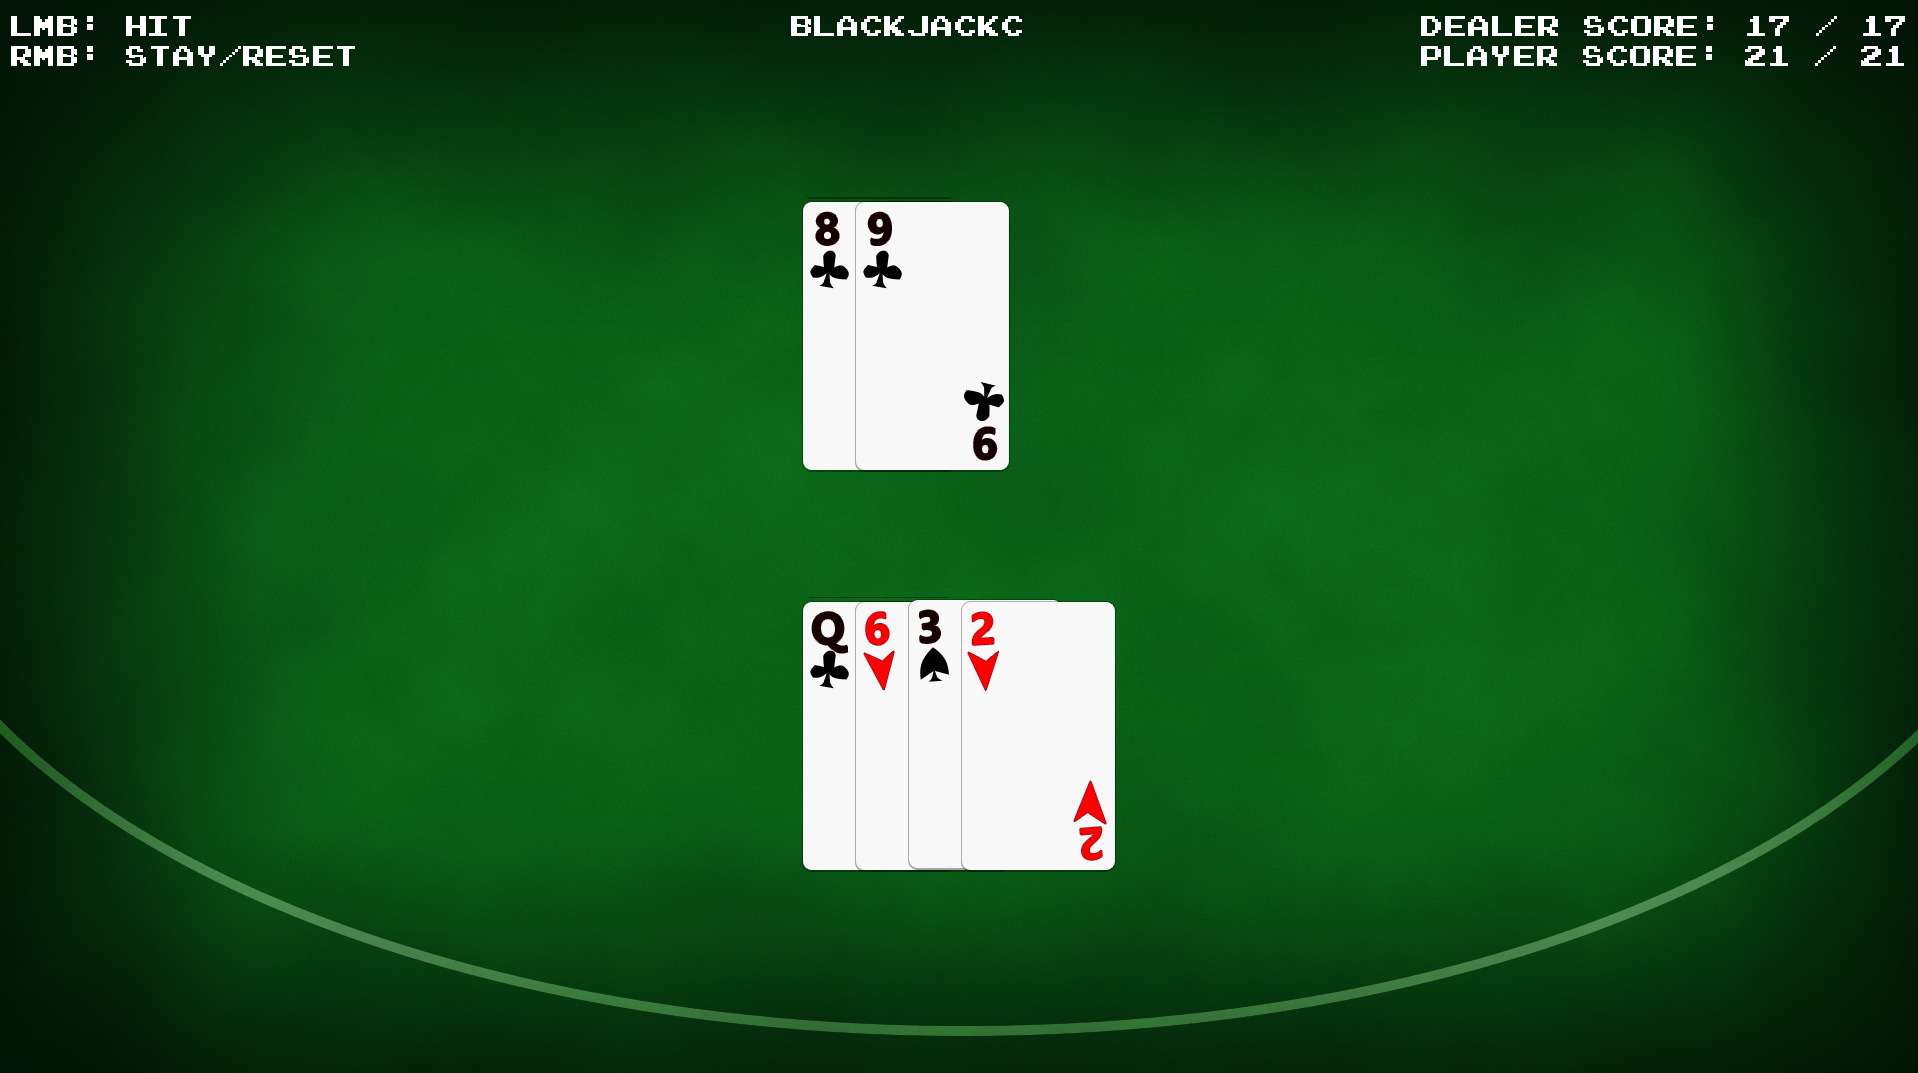 LMB: HIT
RMB: STAY/RESET
BLACKJACKC
DEALER SCORE: 17 / 17
PLAYER SCORE: 21 / 21
8
9
9
Q
6
3
2
2